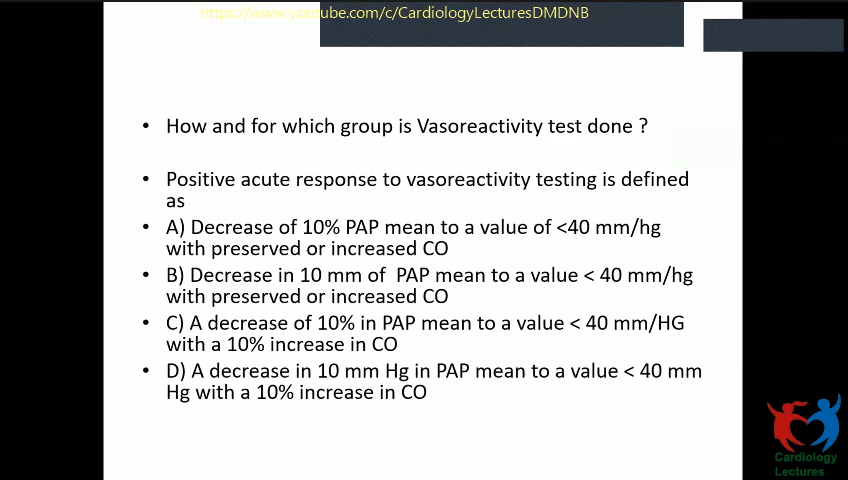 https://www.youtube.com/c/CardiologyLecturesDMDNB
• How and for which group is Vasoreactivity test done ?
• Positive acute response to vasoreactivity testing is defined
as
• A) Decrease of 10% PAP mean to a value of <40 mm/hg
with preserved or increased CO
• B) Decrease in 10 mm of  PAP mean to a value < 40 mm/hg
with preserved or increased CO
• C) A decrease of 10% in PAP mean to a value < 40 mm/HG
with a 10% increase in CO
• D) A decrease in 10 mm Hg in PAP mean to a value < 40 mm
Hg with a 10% increase in CO
Cardiology
Lectures